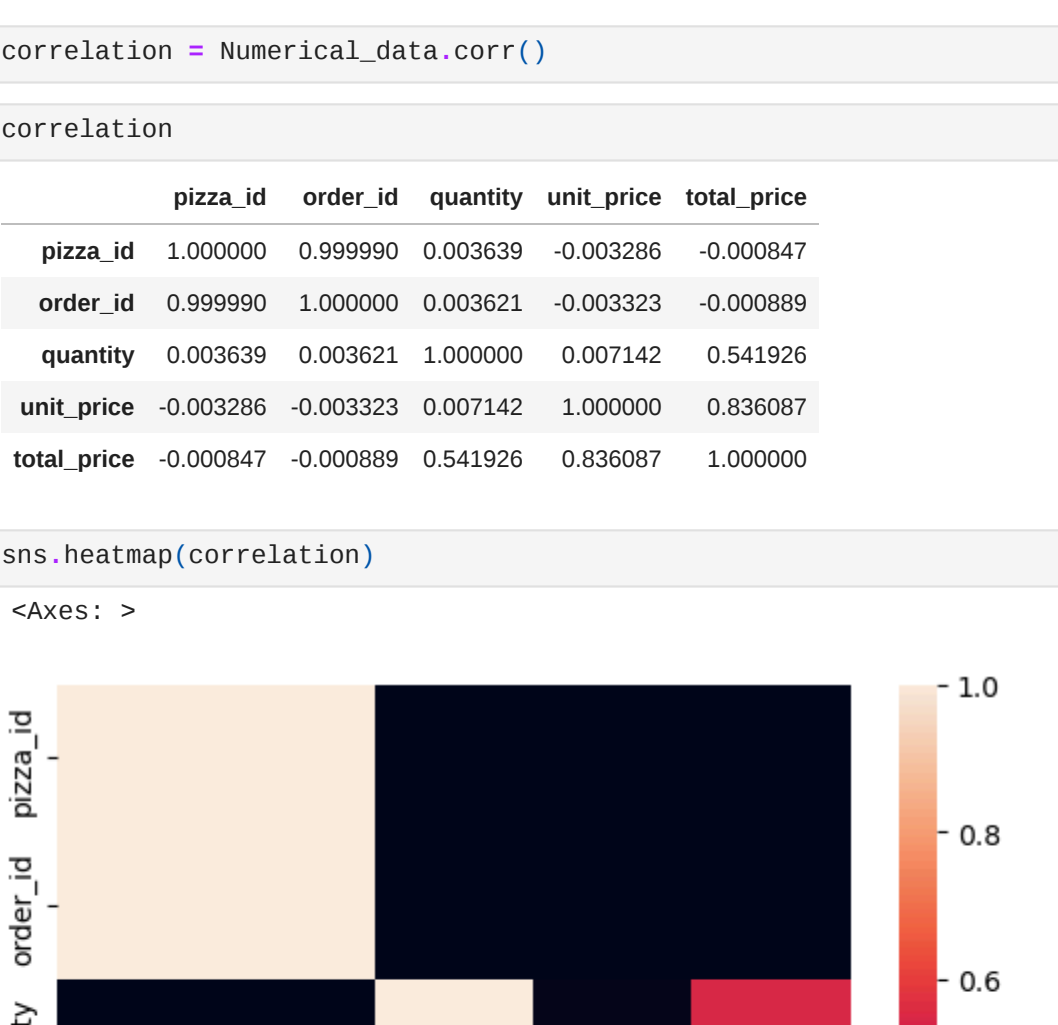 correlation = Numerical_data.corr()
correlation
pizza_id order_id quantity unit_price total_price
pizza_id 1.000000 0.999990 0.003639 -0.003286 -0.000847
order_id 0.999990 1.000000 0.003621 -0.003323 -0.000889
quantity 0.003639 0.003621 1.000000 0.007142 0.541926
unit_price -0.003286 -0.003323 0.007142 1.000000 0.836087
total_price -0.000847 -0.000889 0.541926 0.836087 1.000000
sns.heatmap(correlation)
<Axes: >
pizza_id
order_id
ty
1.0
0.8
0.6